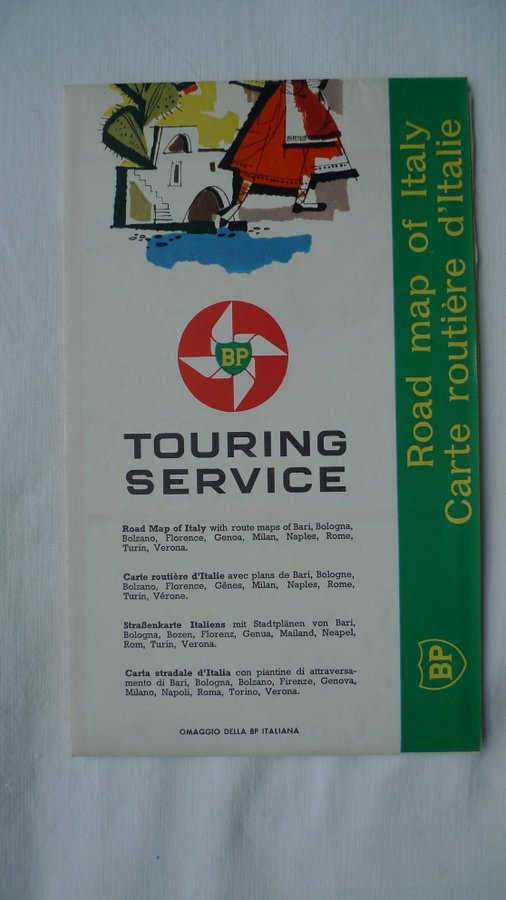 BP
TOURING
SERVICE
Road Map of Italy with route maps of Bari, Bologna,
Bolzano, Florence, Genoa, Milan, Naples, Rome,
Turin, Verona.
Carte routière d'Italie avec plans de Bari, Bologne,
Bolzano, Florence, Gênes, Milan, Naples, Rome,
Turin, Vérone.
Straßenkarte Italiens mit Stadtplänen von Bari,
Bologna, Bozen, Florenz, Genua, Mailand, Neapel,
Rom, Turin, Verona.
Carta stradale d'Italia con piantine di attraversa-
mento di Bari, Bologna, Bolzano, Firenze, Genova,
Milano, Napoli, Roma, Torino, Verona.
OMAGGIO DELLA BP ITALIANA
Road map of Italy
Carte routière d'Italie
BP